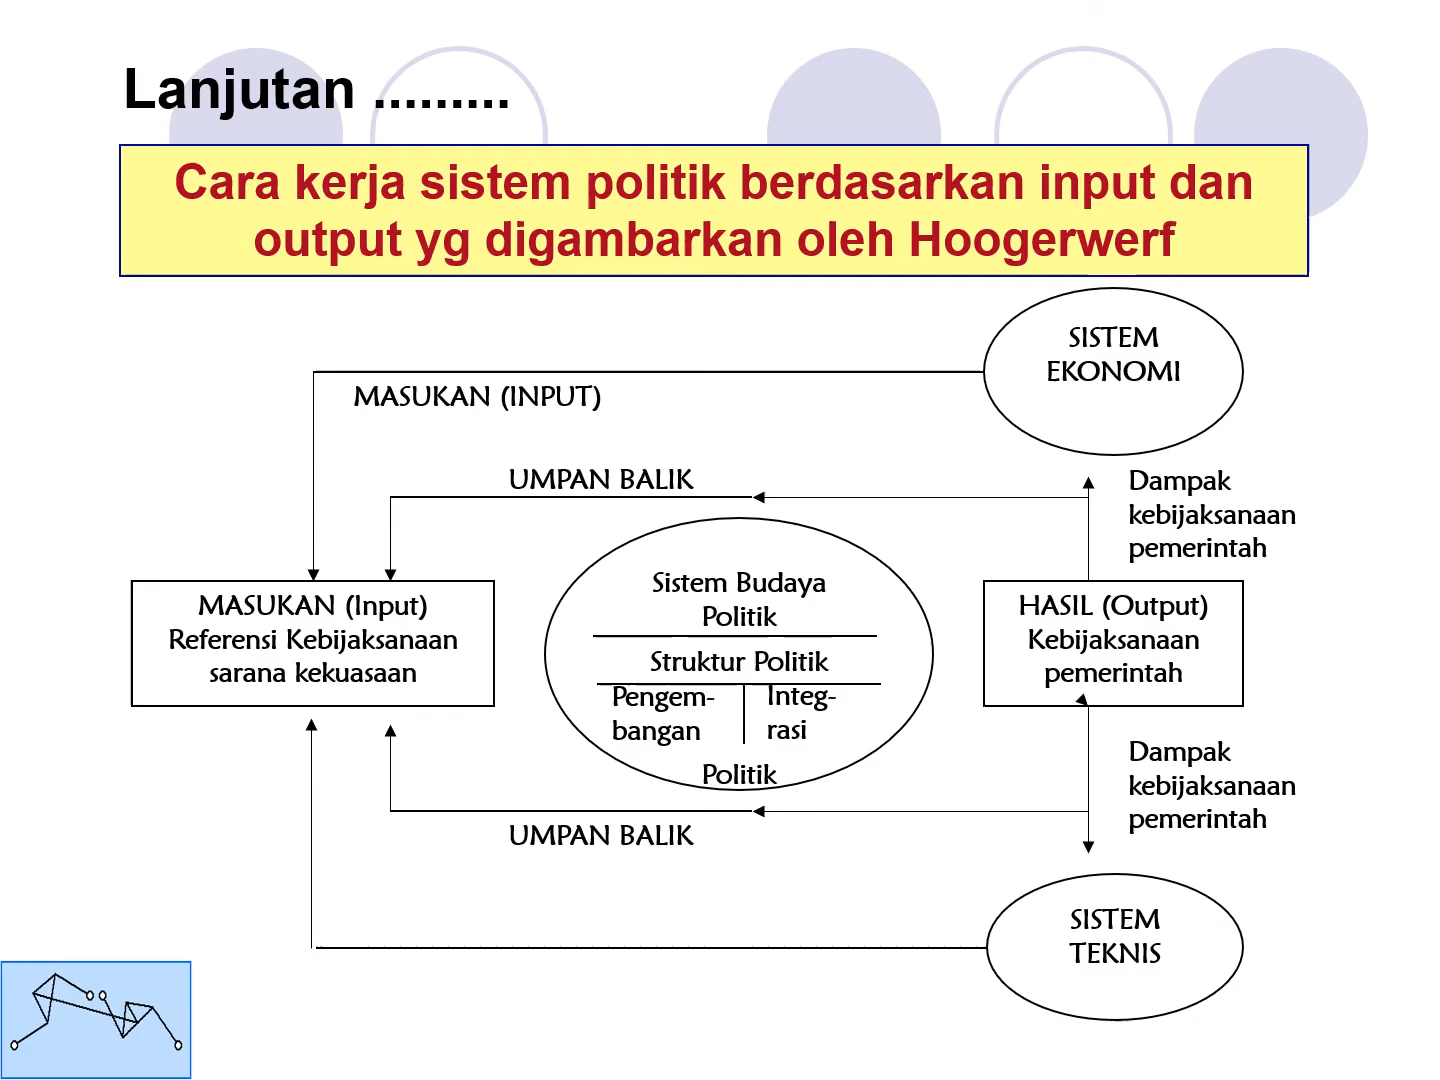 Lanjutan .........
Cara kerja sistem politik berdasarkan input dan
output yg digambarkan oleh Hoogerwerf
SISTEM
EKONOMI
MASUKAN (INPUT)
UMPAN BALIK
Dampak
kebijaksanaan
pemerintah
MASUKAN (Input)
Referensi Kebijaksanaan
sarana kekuasaan
Sistem Budaya
Politik
Struktur Politik
Pengem-
bangan
Integ-
rasi
Politik
HASIL (Output)
Kebijaksanaan
pemerintah
Dampak
kebijaksanaan
pemerintah
UMPAN BALIK
SISTEM
TEKNIS